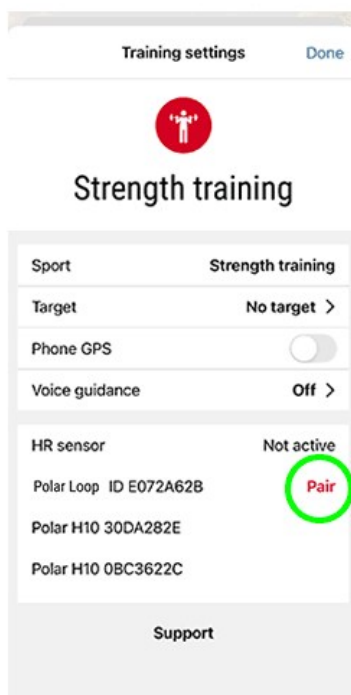 Training settings Done
Strength training
Sport Strength training
Target No target >
Phone GPS
Voice guidance Off >
HR sensor Not active
Polar Loop ID E072A62B Pair
Polar H10 30DA282E
Polar H10 0BC3622C
Support